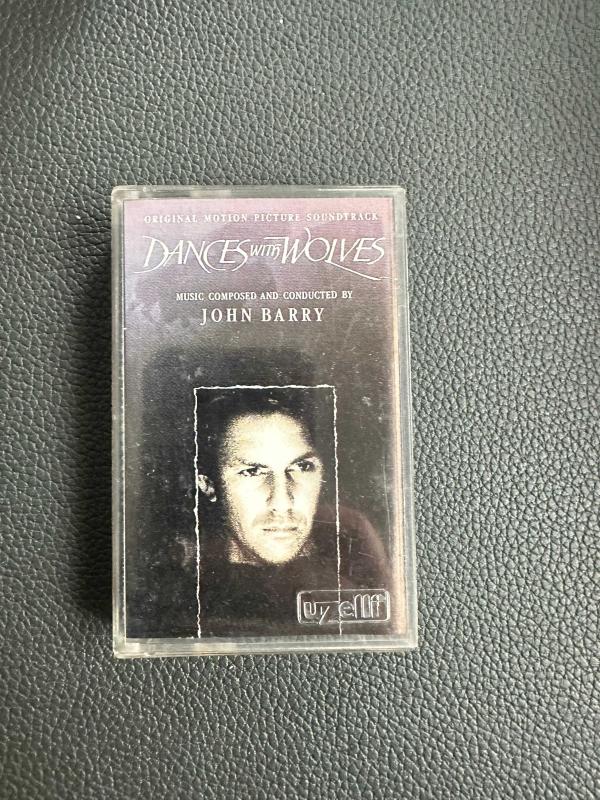 ORIGINAL MOTION PICTURE SOUNDTRACK
DANCES with WOLVES
MUSIC COMPOSED AND CONDUCTED BY
JOHN BARRY
uzelli